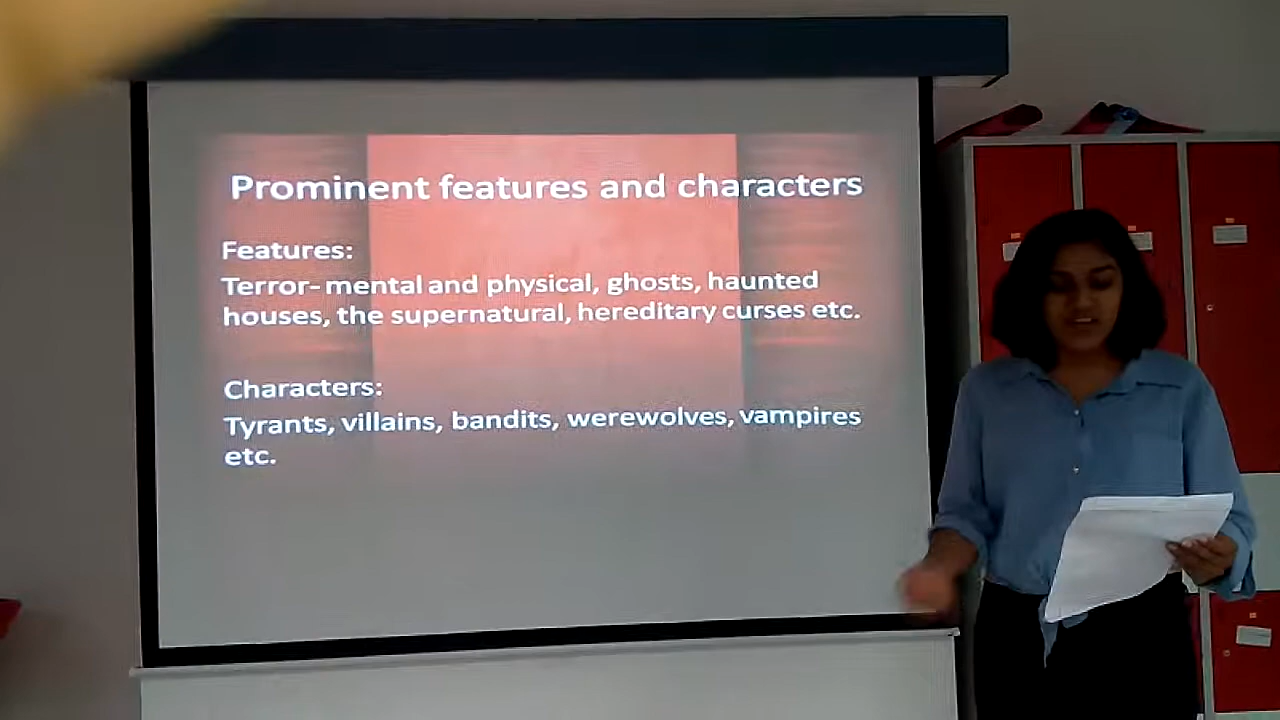 Prominent features and characters
Features:
Terror- mental and physical, ghosts, haunted
houses, the supernatural, hereditary curses etc.
Characters:
Tyrants, villains, bandits, werewolves, vampires
etc.